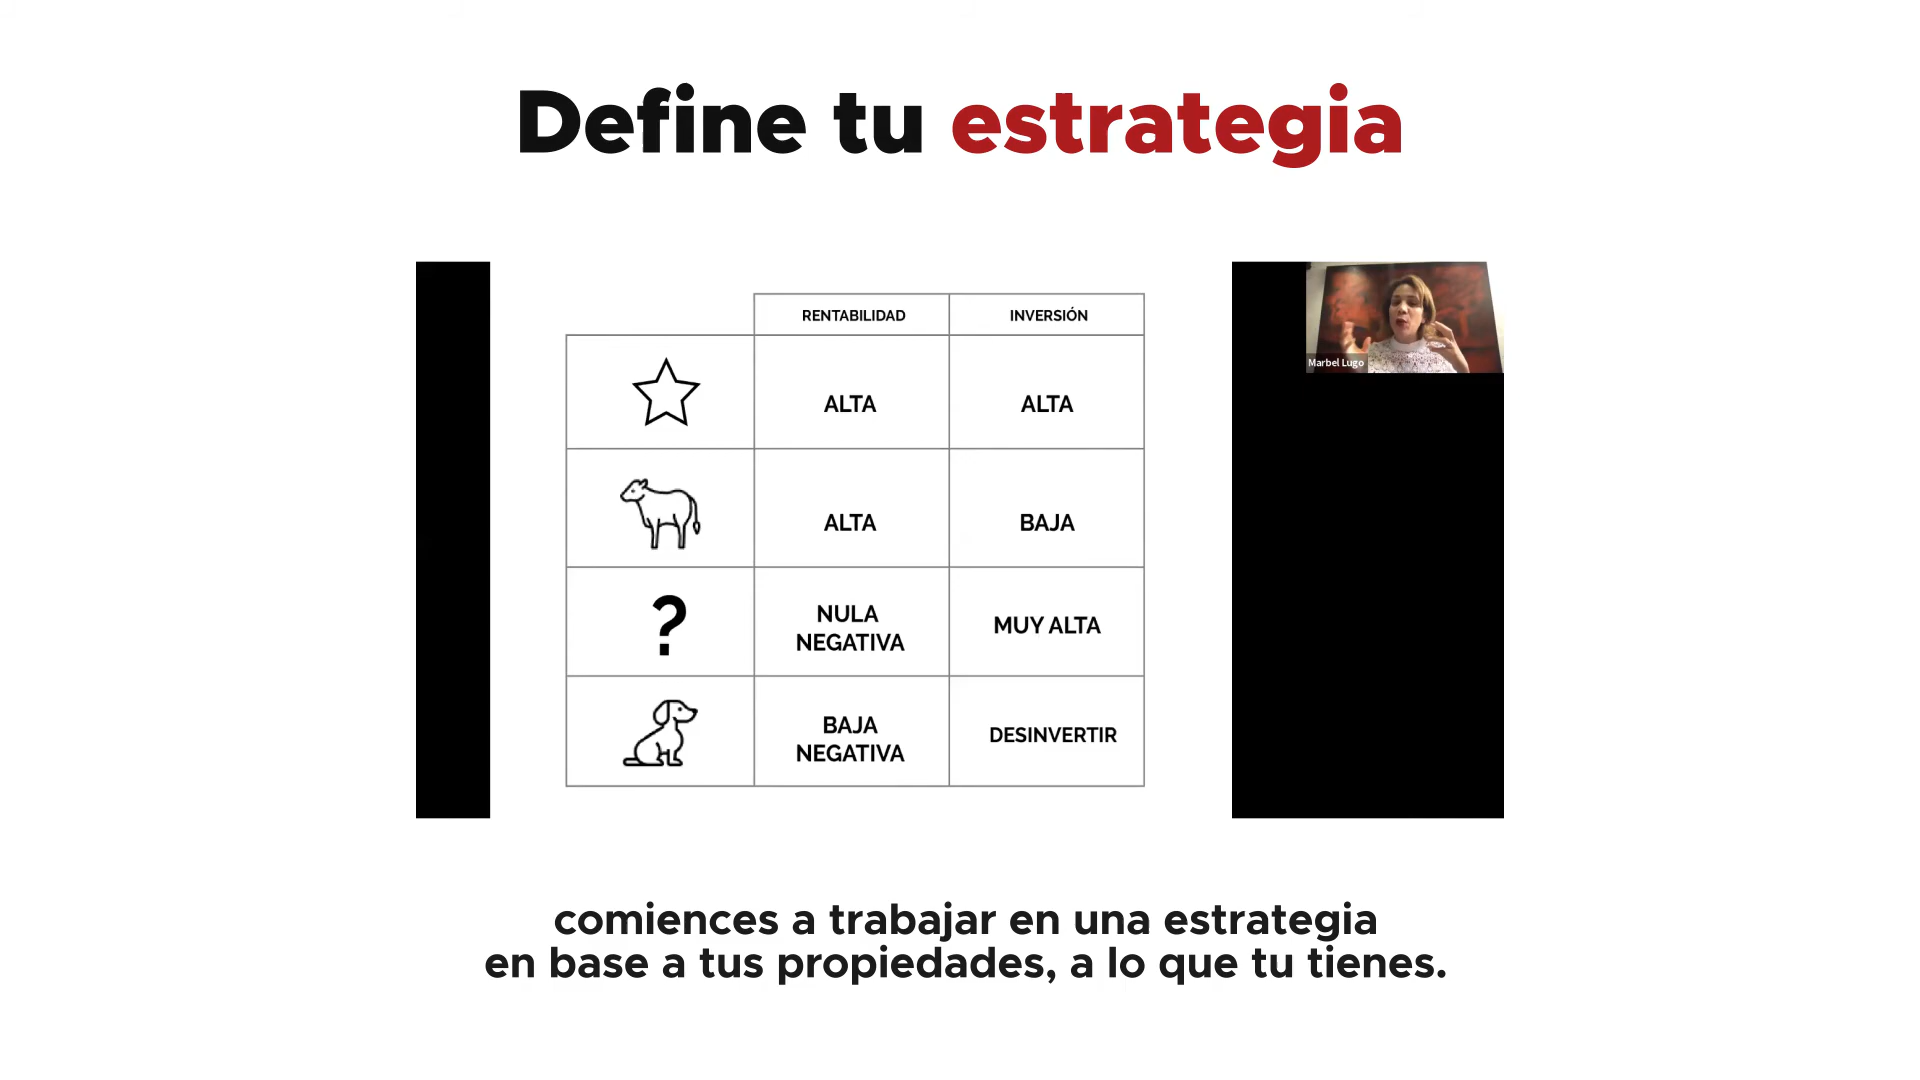 Define tu estrategia
RENTABILIDAD INVERSIÓN
Marbel Lugo
ALTA ALTA
ALTA BAJA
?
NULA
NEGATIVA
MUY ALTA
BAJA
NEGATIVA
DESINVERTIR
comiences a trabajar en una estrategia
en base a tus propiedades, a lo que tu tienes.